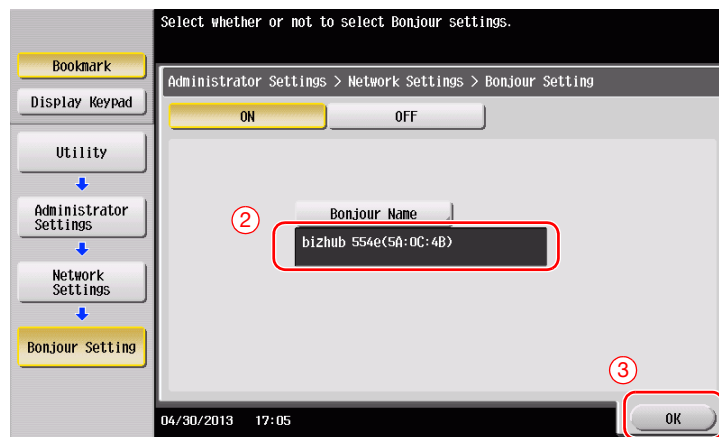 Select whether or not to select Bonjour settings.
Bookmark
Display Keypad
Administrator Settings > Network Settings > Bonjour Setting
ON
OFF
Utility
Administrator
Settings
Network
Settings
Bonjour Setting
②
Bonjour Name
bizhub 554e(5A:0C:4B)
③
04/30/2013 17:05
OK